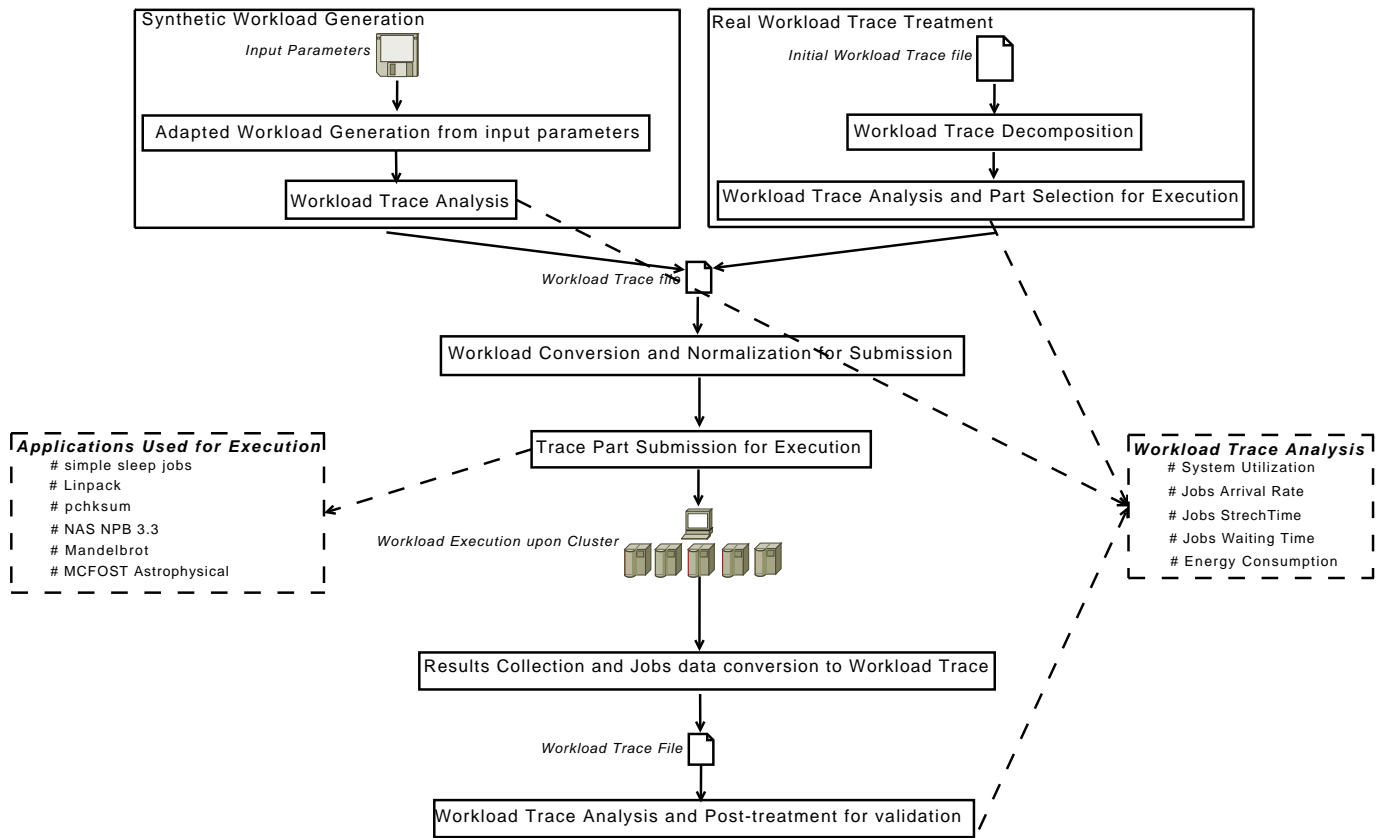 Synthetic Workload Generation
Input Parameters
Adapted Workload Generation from input parameters
Workload Trace Analysis
Real Workload Trace Treatment
Initial Workload Trace file
Workload Trace Decomposition
Workload Trace Analysis and Part Selection for Execution
Workload Trace file
Workload Conversion and Normalization for Submission
Trace Part Submission for Execution
Applications Used for Execution
# simple sleep jobs
# Linpack
# pchksum
# NAS NPB 3.3
# Mandelbrot
# MCFOST Astrophysical
Workload Trace Analysis
# System Utilization
# Jobs Arrival Rate
# Jobs StrechTime
# Jobs Waiting Time
# Energy Consumption
Workload Execution upon Cluster
Results Collection and Jobs data conversion to Workload Trace
Workload Trace File
Workload Trace Analysis and Post-treatment for validation